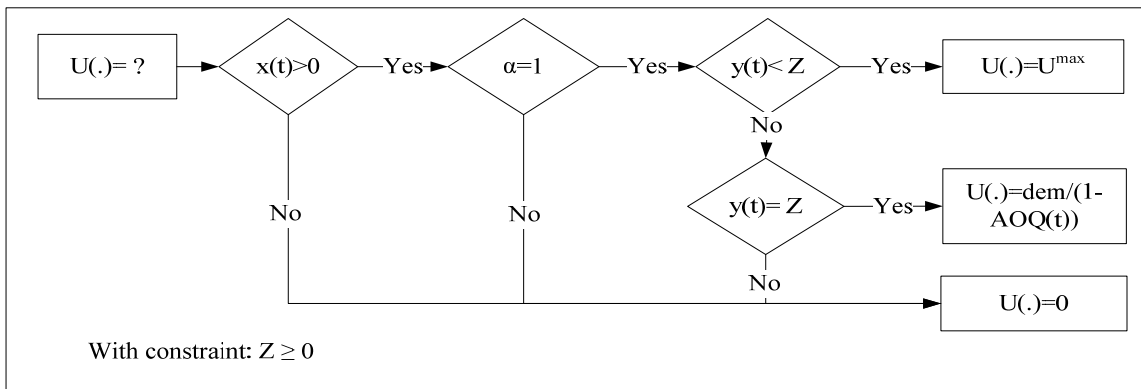 U(.)= ?
x(t)>0
Yes
α=1
Yes
y(t)< Z
Yes
U(.)=U^max
No
No
No
y(t)= Z
Yes
U(.)=dem/(1-
AOQ(t))
No
U(.)=0
With constraint: Z ≥ 0